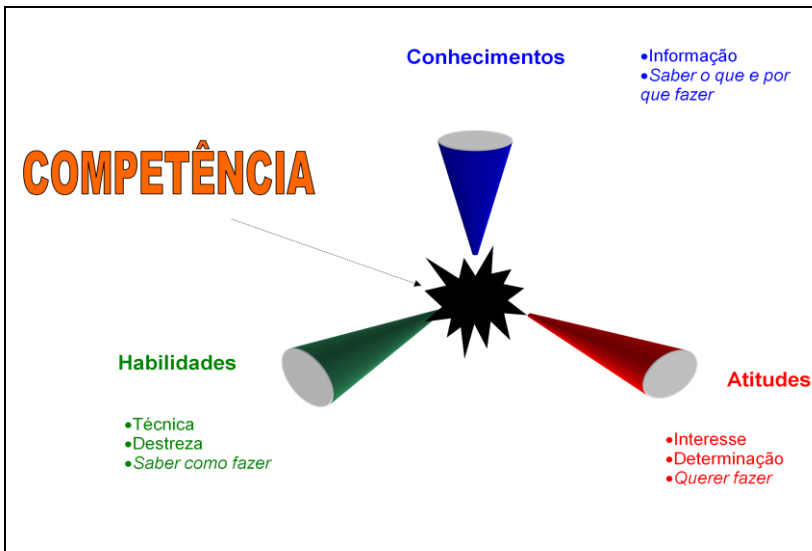 Conhecimentos
•Informação
•Saber o que e por
que fazer
COMPETÊNCIA
Habilidades
•Técnica
•Destreza
•Saber como fazer
Atitudes
•Interesse
•Determinação
•Querer fazer